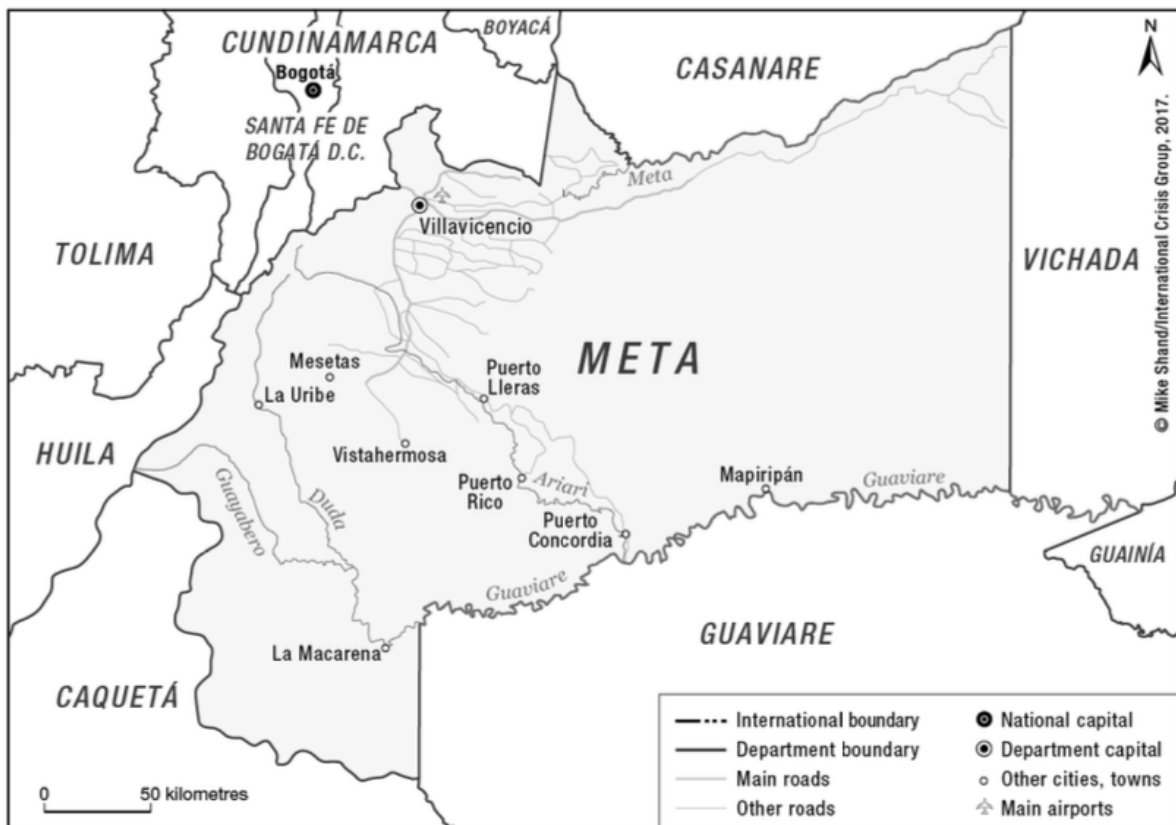 BOYACÁ
N
CUNDINAMARCA
Bogotá
CASANARE
SANTA FE DE
BOGATÁ D.C.
© Mike Shand/International Crisis Group, 2017.
Meta
Villavicencio
TOLIMA
VICHADA
META
Mesetas
Puerto
Lleras
La Uribe
HUILA
Vistahermosa
Mapiripán
Guaviare
Puerto
Rico
Ariari
Guayabero
Duda
Puerto
Concordia
GUAINÍA
Guaviare
GUAVIARE
La Macarena
CAQUETÁ
International boundary
National capital
Department boundary
Department capital
Main roads
Other cities, towns
Other roads
Main airports
0 50 kilometres